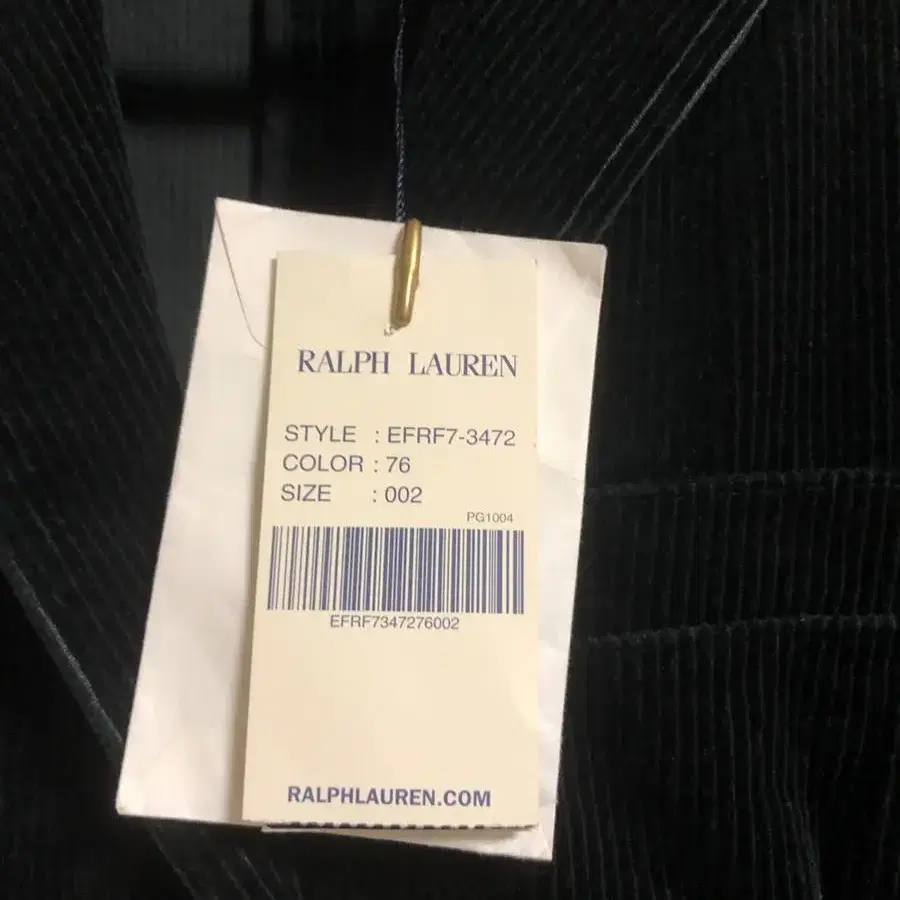 RALPH LAUREN
STYLE : EFRF7-3472
COLOR : 76
SIZE : 002
PG1004
EFRF7347276002
RALPHLAUREN.COM